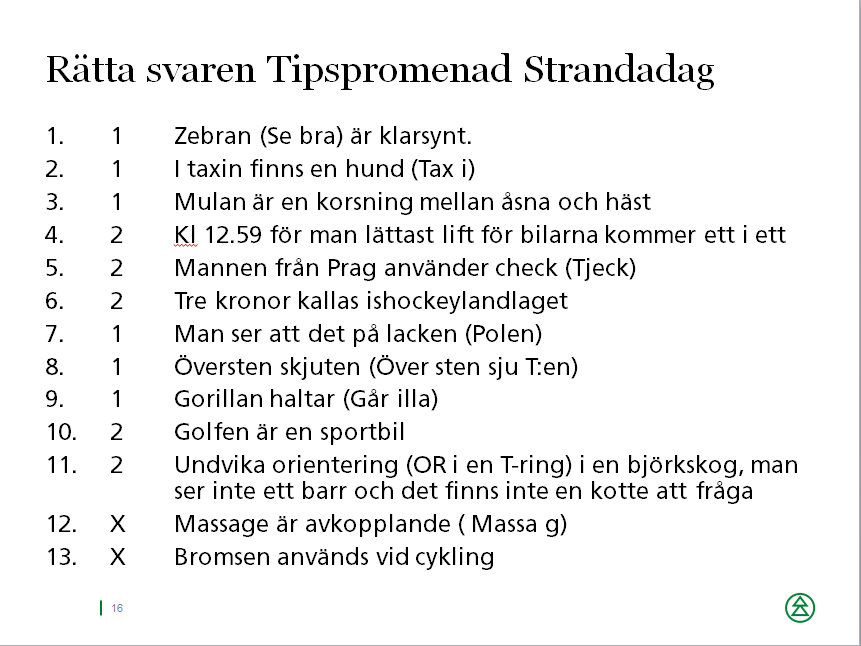 Rätta svaren Tipspromenad Strandadag
1. 1 Zebran (Se bra) är klarsynt.
2. 1 I taxin finns en hund (Tax i)
3. 1 Mulan är en korsning mellan åsna och häst
4. 2 Kl 12.59 för man lättast lift för bilarna kommer ett i ett
5. 2 Mannen från Prag använder check (Tjeck)
6. 2 Tre kronor kallas ishockeylandlaget
7. 1 Man ser att det på lacken (Polen)
8. 1 Översten skjuten (Över sten sju T:en)
9. 1 Gorillan haltar (Går illa)
10. 2 Golfen är en sportbil
11. 2 Undvika orientering (OR i en T-ring) i en björkskog, man
ser inte ett barr och det finns inte en kotte att fråga
12. X Massage är avkopplande ( Massa g)
13. X Bromsen används vid cykling
16